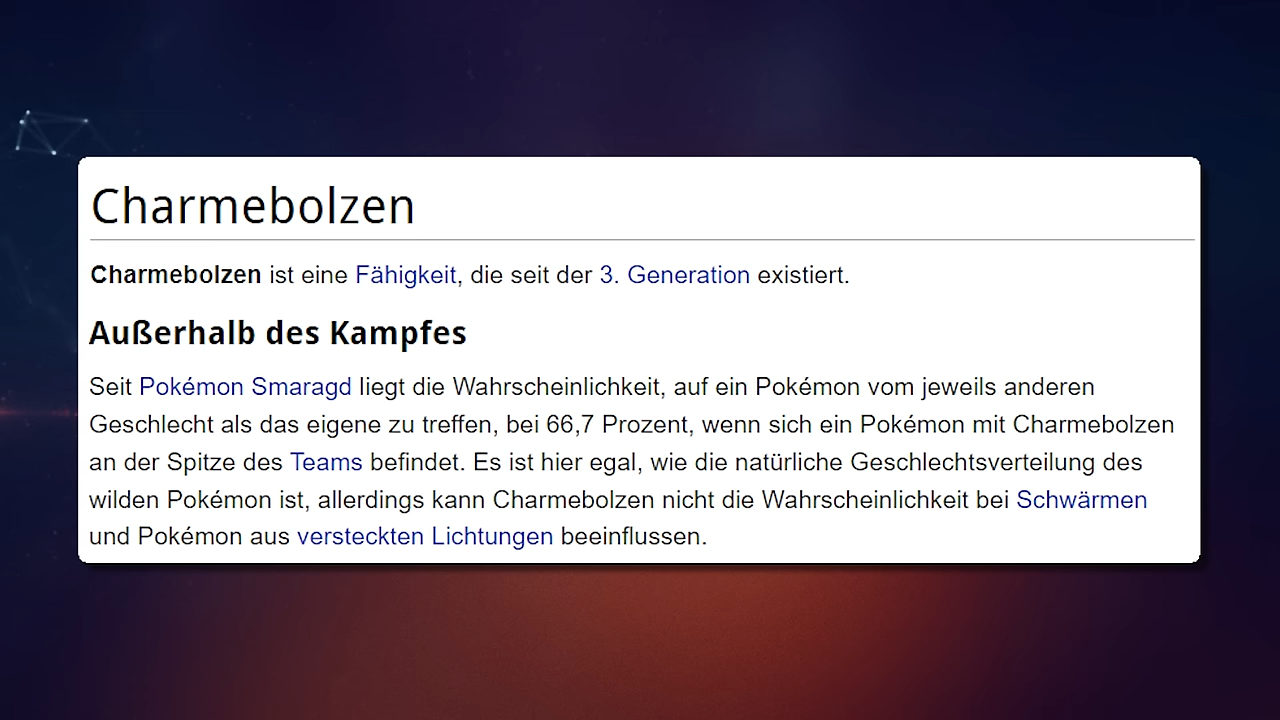 Charmebolzen
Charmebolzen ist eine Fähigkeit, die seit der 3. Generation existiert.
Außerhalb des Kampfes
Seit Pokémon Smaragd liegt die Wahrscheinlichkeit, auf ein Pokémon vom jeweils anderen
Geschlecht als das eigene zu treffen, bei 66,7 Prozent, wenn sich ein Pokémon mit Charmebolzen
an der Spitze des Teams befindet. Es ist hier egal, wie die natürliche Geschlechtsverteilung des
wilden Pokémon ist, allerdings kann Charmebolzen nicht die Wahrscheinlichkeit bei Schwärmen
und Pokémon aus versteckten Lichtungen beeinflussen.